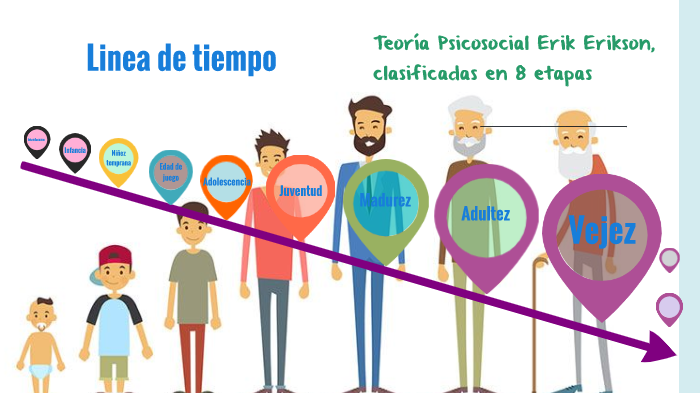 Linea de tiempo
Teoría Psicosocial Erik Erikson,
clasificadas en 8 etapas
Infancia
Niñez
temprana
Edad de
juego
Adolescencia
Juventud
Madurez
Adultez
Vejez